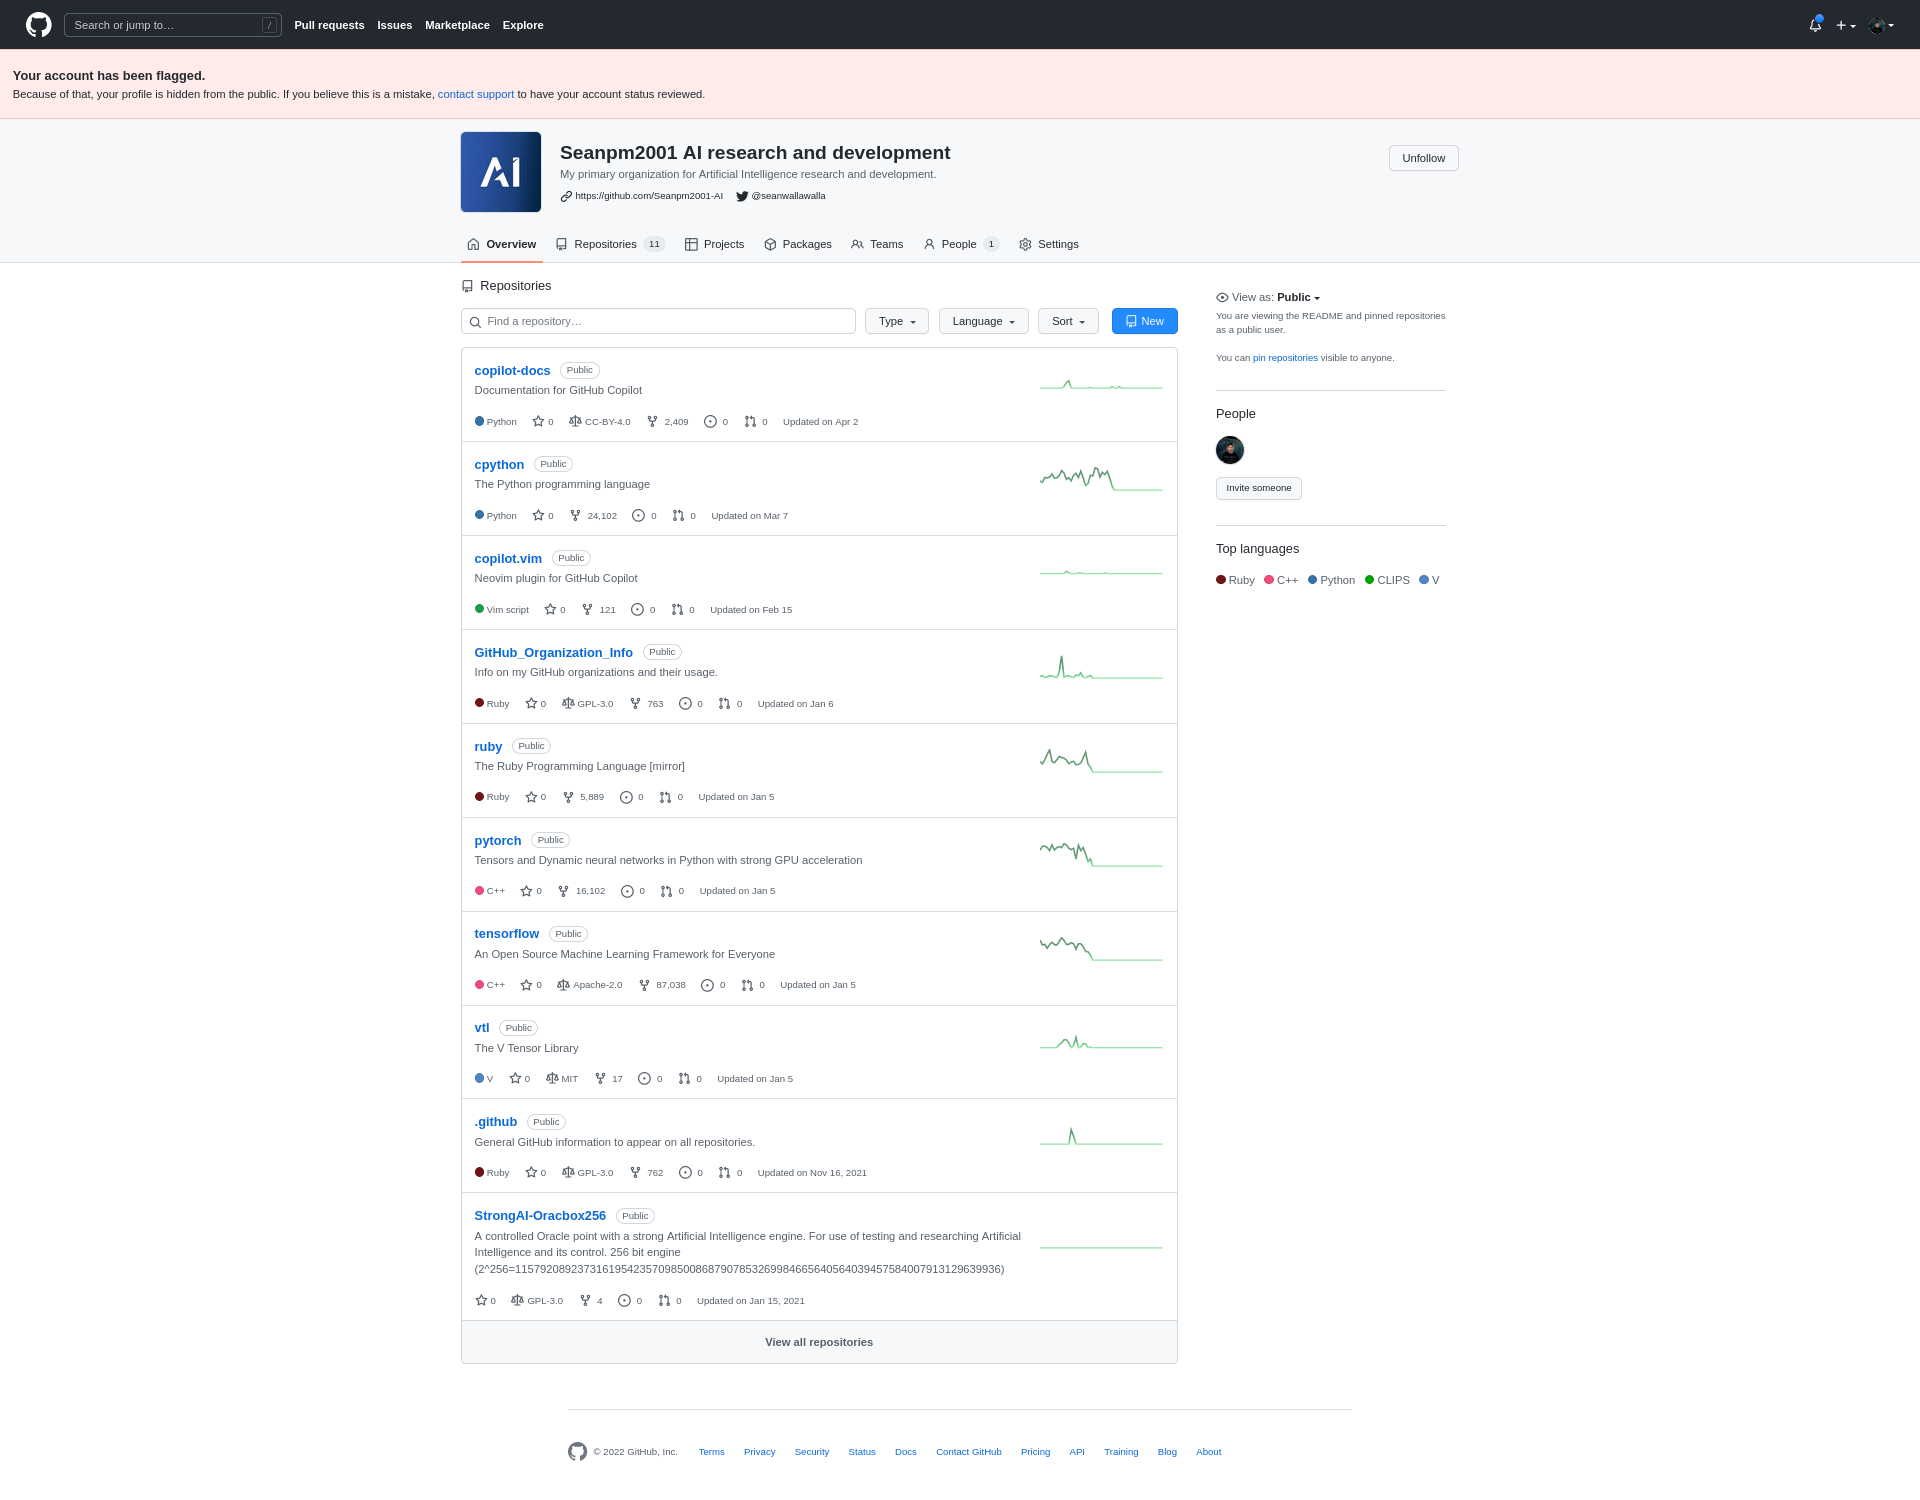 Search or jump to…
/
Pull requests Issues Marketplace Explore
Your account has been flagged.
Because of that, your profile is hidden from the public. If you believe this is a mistake, contact support to have your account status reviewed.
AI
Seanpm2001 AI research and development
My primary organization for Artificial Intelligence research and development.
https://github.com/Seanpm2001-AI @seanwallawalla
Unfollow
Overview Repositories 11 Projects Packages Teams People 1 Settings
Repositories
Find a repository…
Type Language Sort New
copilot-docs Public
Documentation for GitHub Copilot
Python 0 CC-BY-4.0 2,409 0 0 Updated on Apr 2
cpython Public
The Python programming language
Python 0 24,102 0 0 Updated on Mar 7
copilot.vim Public
Neovim plugin for GitHub Copilot
Vim script 0 121 0 0 Updated on Feb 15
GitHub_Organization_Info Public
Info on my GitHub organizations and their usage.
Ruby 0 GPL-3.0 763 0 0 Updated on Jan 6
ruby Public
The Ruby Programming Language [mirror]
Ruby 0 5,889 0 0 Updated on Jan 5
pytorch Public
Tensors and Dynamic neural networks in Python with strong GPU acceleration
C++ 0 16,102 0 0 Updated on Jan 5
tensorflow Public
An Open Source Machine Learning Framework for Everyone
C++ 0 Apache-2.0 87,038 0 0 Updated on Jan 5
vtl Public
The V Tensor Library
V 0 MIT 17 0 0 Updated on Jan 5
.github Public
General GitHub information to appear on all repositories.
Ruby 0 GPL-3.0 762 0 0 Updated on Nov 16, 2021
StrongAI-Oracbox256 Public
A controlled Oracle point with a strong Artificial Intelligence engine. For use of testing and researching Artificial
Intelligence and its control. 256 bit engine
(2^256=115792089237316195423570985008687907853269984665640564039457584007913129639936)
0 GPL-3.0 4 0 0 Updated on Jan 15, 2021
View all repositories
View as: Public
You are viewing the README and pinned repositories
as a public user.
You can pin repositories visible to anyone.
People
Invite someone
Top languages
Ruby C++ Python CLIPS V
© 2022 GitHub, Inc. Terms Privacy Security Status Docs Contact GitHub Pricing API Training Blog About